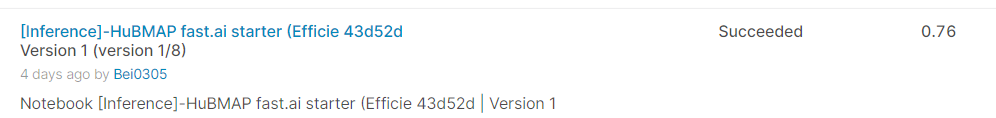 [Inference]-HuBMAP fast.ai starter (Efficie 43d52d Succeeded 0.76
Version 1 (version 1/8)
4 days ago by Bei0305
Notebook [Inference]-HuBMAP fast.ai starter (Efficie 43d52d | Version 1